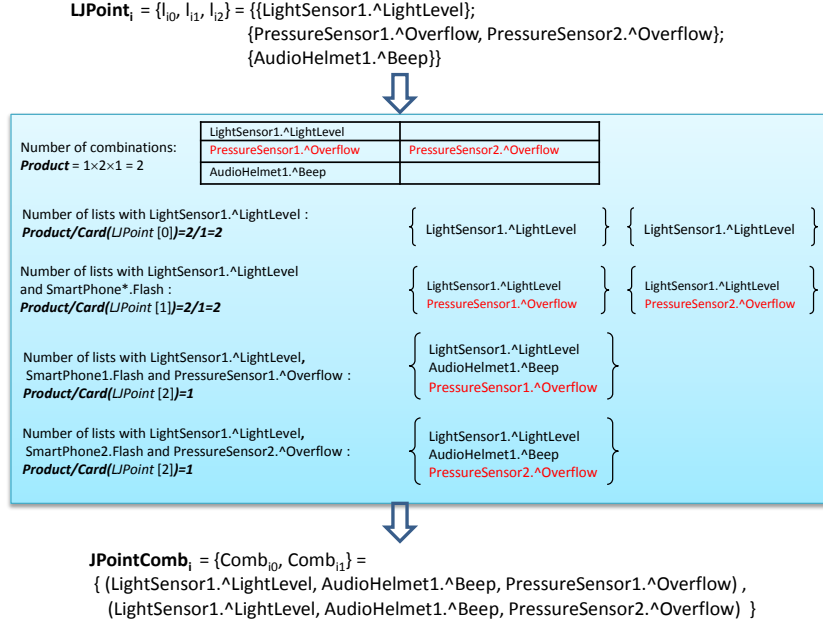 LJPoint_i = {l_i0, l_i1, l_i2} = {{LightSensor1.^LightLevel};
{PressureSensor1.^Overflow, PressureSensor2.^Overflow};
{AudioHelmet1.^Beep}}
Number of combinations:
Product = 1×2×1 = 2
LightSensor1.^LightLevel
PressureSensor1.^Overflow PressureSensor2.^Overflow
AudioHelmet1.^Beep
Number of lists with LightSensor1.^LightLevel :
Product/Card(LJPoint [0])=2/1=2
{ LightSensor1.^LightLevel } { LightSensor1.^LightLevel }
Number of lists with LightSensor1.^LightLevel
and SmartPhone*.Flash :
Product/Card(LJPoint [1])=2/1=2
LightSensor1.^LightLevel LightSensor1.^LightLevel
PressureSensor1.^Overflow PressureSensor2.^Overflow
Number of lists with LightSensor1.^LightLevel,
SmartPhone1.Flash and PressureSensor1.^Overflow :
Product/Card(LJPoint [2])=1
LightSensor1.^LightLevel
AudioHelmet1.^Beep
PressureSensor1.^Overflow
Number of lists with LightSensor1.^LightLevel,
SmartPhone2.Flash and PressureSensor2.^Overflow :
Product/Card(LJPoint [2])=1
LightSensor1.^LightLevel
AudioHelmet1.^Beep
PressureSensor2.^Overflow
JPointComb_i = {Comb_i0, Comb_i1} =
{ (LightSensor1.^LightLevel, AudioHelmet1.^Beep, PressureSensor1.^Overflow) ,
(LightSensor1.^LightLevel, AudioHelmet1.^Beep, PressureSensor2.^Overflow) }